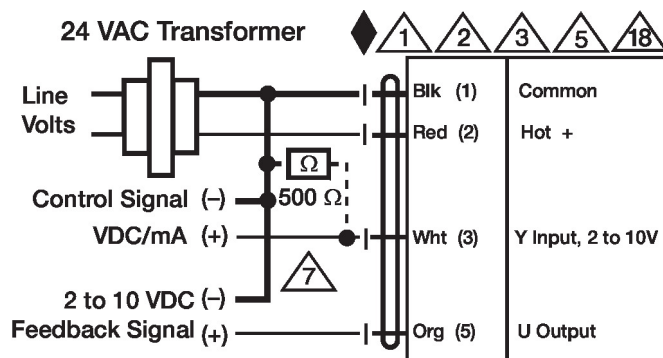 24 VAC Transformer
1 2 3 5 18
Line
Volts
Blk (1) Common
Red (2) Hot +
Ω
500 Ω
Control Signal (–)
VDC/mA (+)
Wht (3) Y Input, 2 to 10V
7
2 to 10 VDC (–)
Feedback Signal (+)
Org (5) U Output